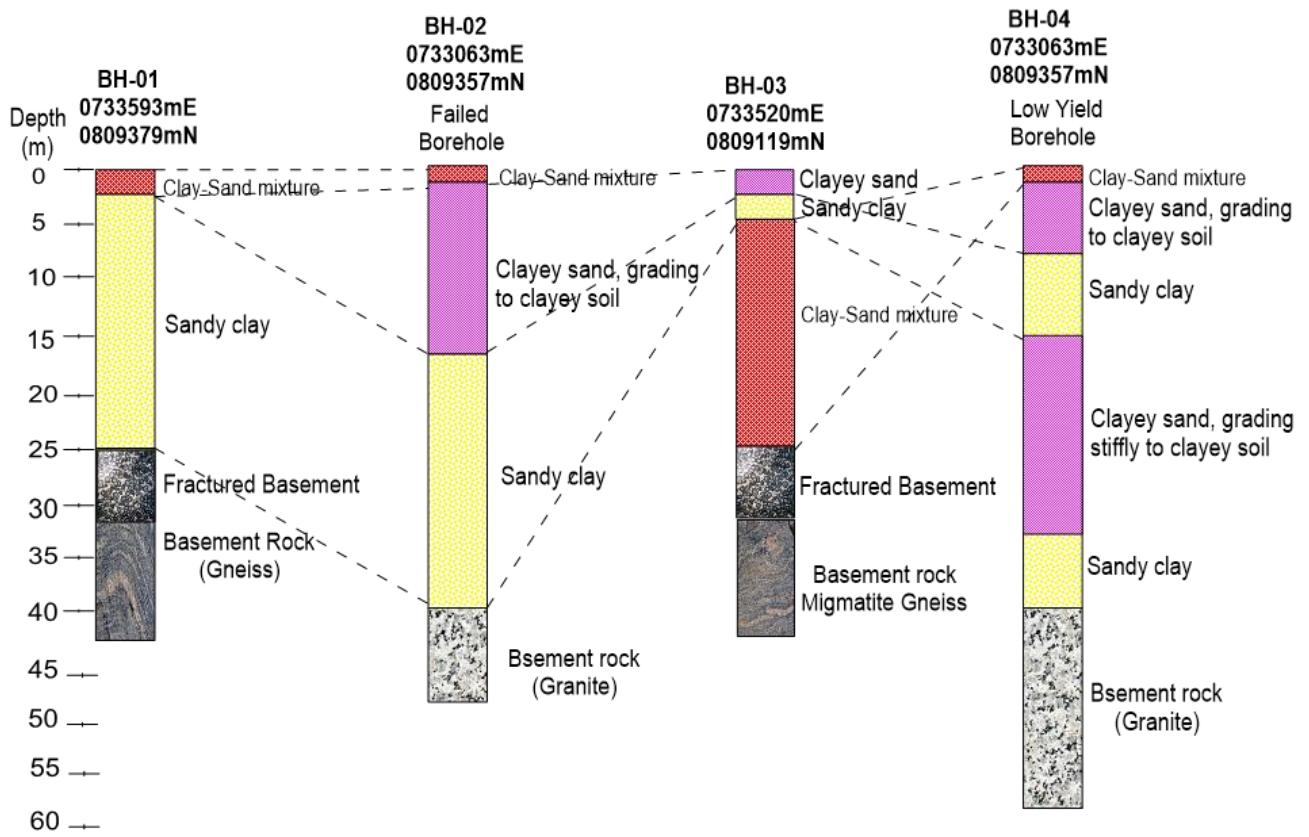 BH-01
0733593mE
0809379mN
BH-02
0733063mE
0809357mN
Failed
Borehole
BH-03
0733520mE
0809119mN
BH-04
0733063mE
0809357mN
Low Yield
Borehole
Depth
(m)
0
5
10
15
20
25
30
35
40
45
50
55
60
Clay-Sand mixture
Sandy clay
Fractured Basement
Basement Rock
(Gneiss)
Clay-Sand mixture
Clayey sand, grading
to clayey soil
Sandy clay
Bsement rock
(Granite)
Clayey sand
Sandy clay
Clay-Sand mixture
Fractured Basement
Basement rock
Migmatite Gneiss
Clay-Sand mixture
Clayey sand, grading
to clayey soil
Sandy clay
Clayey sand, grading
stiffly to clayey soil
Sandy clay
Bsement rock
(Granite)